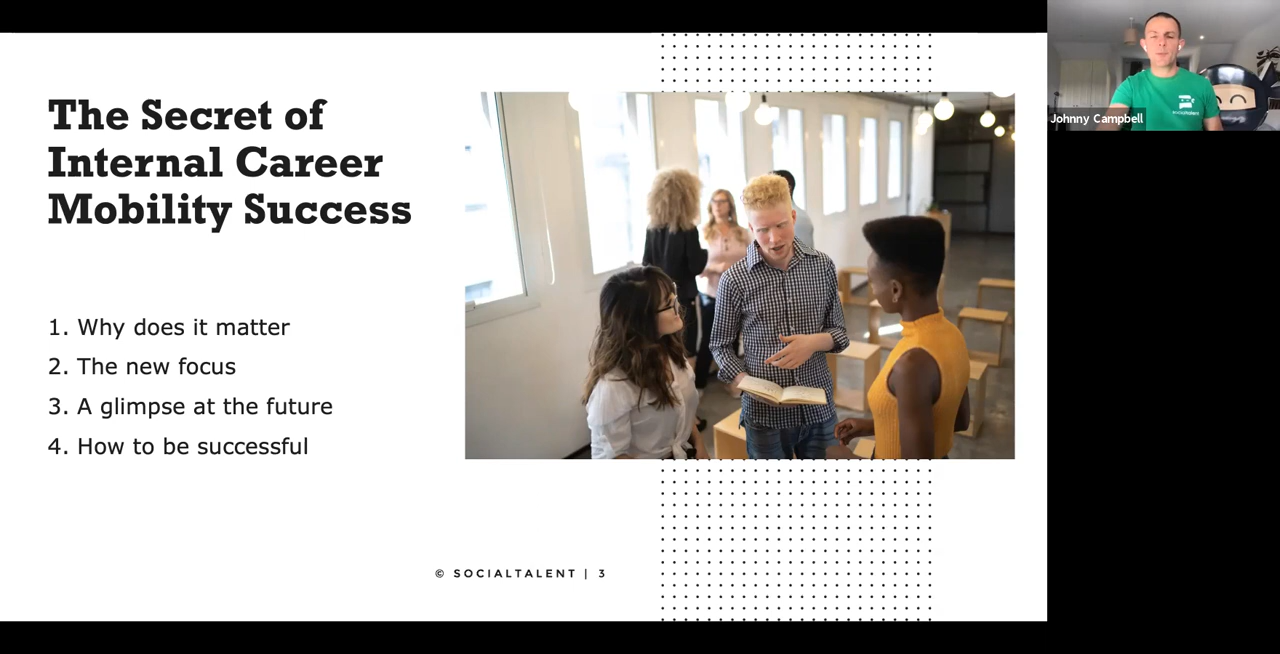 The Secret of
Internal Career
Mobility Success
1. Why does it matter
2. The new focus
3. A glimpse at the future
4. How to be successful
© SOCIALTALENT | 3
Johnny Campbell